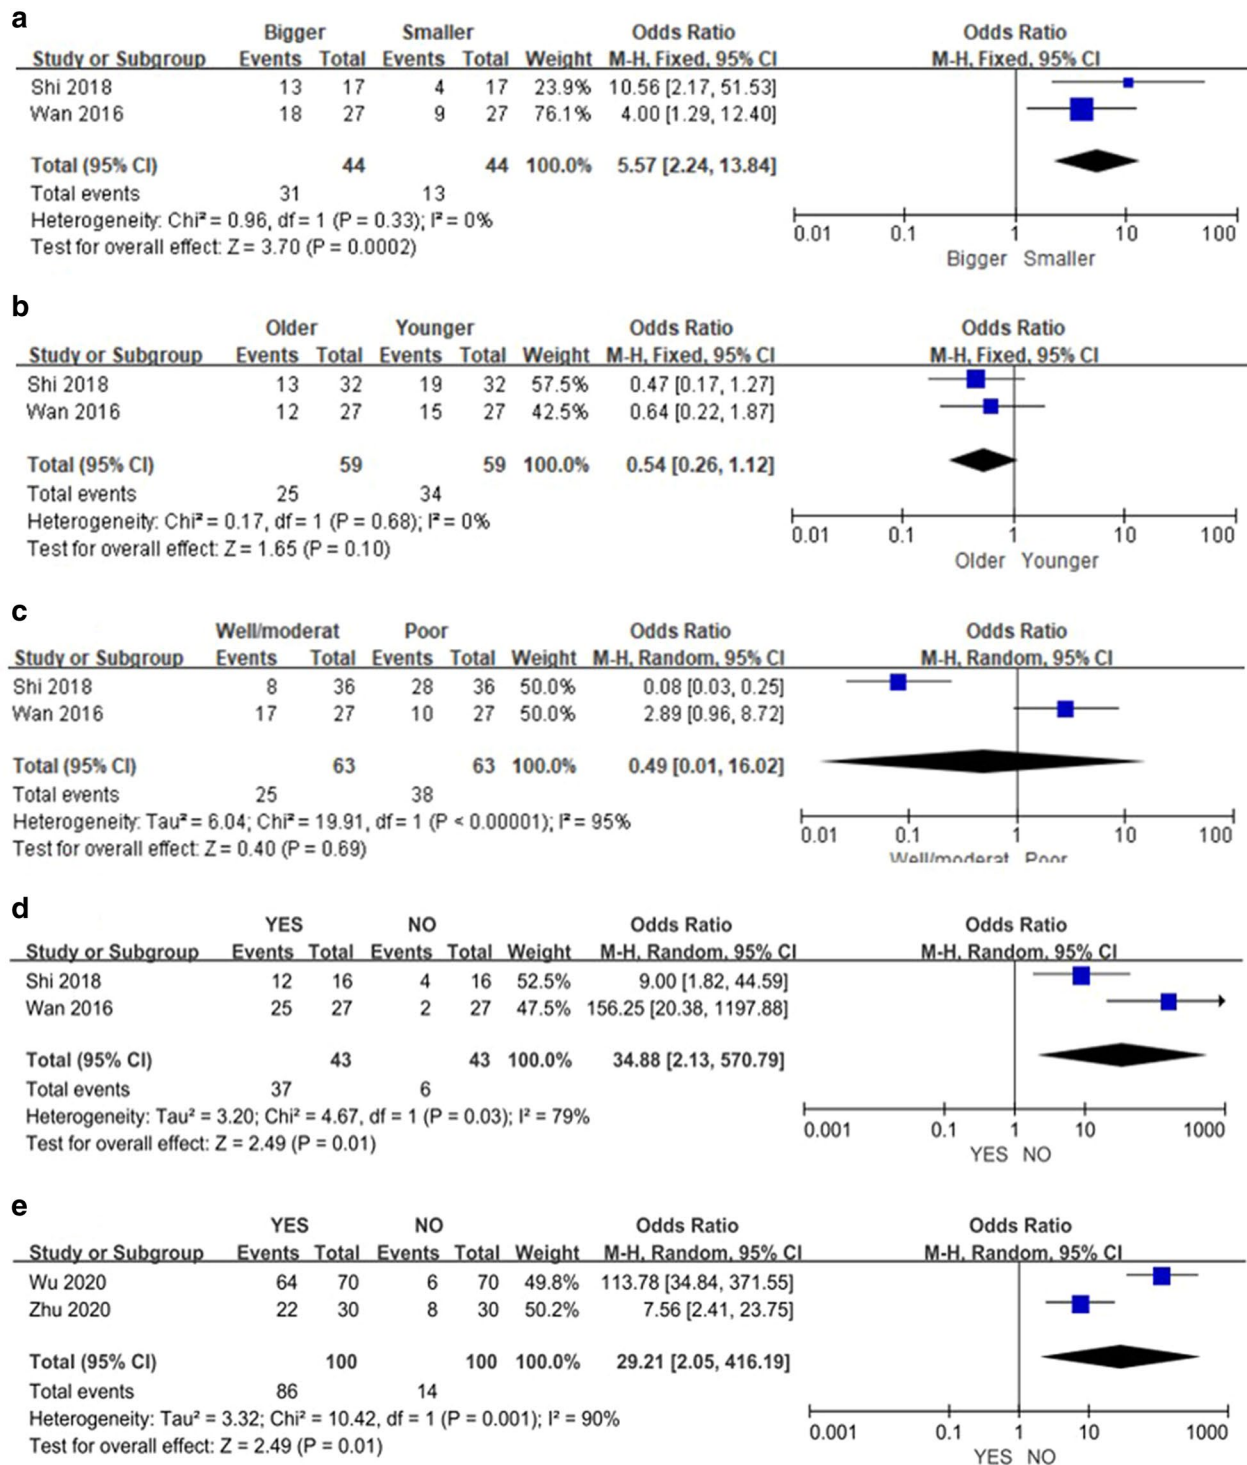 a
Bigger Smaller Odds Ratio Odds Ratio
Study or Subgroup Events Total Events Total Weight M-H, Fixed, 95% CI M-H, Fixed, 95% CI
Shi 2018 13 17 4 17 23.9% 10.56 [2.17, 51.53]
Wan 2016 18 27 9 27 76.1% 4.00 [1.29, 12.40]
Total (95% CI) 44 44 100.0% 5.57 [2.24, 13.84]
Total events 31 13
Heterogeneity: Chi² = 0.96, df = 1 (P = 0.33); I² = 0%
Test for overall effect: Z = 3.70 (P = 0.0002)
0.01 0.1 1 10 100
Bigger Smaller
b
Older Younger Odds Ratio Odds Ratio
Study or Subgroup Events Total Events Total Weight M-H, Fixed, 95% CI M-H, Fixed, 95% CI
Shi 2018 13 32 19 32 57.5% 0.47 [0.17, 1.27]
Wan 2016 12 27 15 27 42.5% 0.64 [0.22, 1.87]
Total (95% CI) 59 59 100.0% 0.54 [0.26, 1.12]
Total events 25 34
Heterogeneity: Chi² = 0.17, df = 1 (P = 0.68); I² = 0%
Test for overall effect: Z = 1.65 (P = 0.10)
0.01 0.1 1 10 100
Older Younger
c
Well/moderat Poor Odds Ratio Odds Ratio
Study or Subgroup Events Total Events Total Weight M-H, Random, 95% CI M-H, Random, 95% CI
Shi 2018 8 36 28 36 50.0% 0.08 [0.03, 0.25]
Wan 2016 17 27 10 27 50.0% 2.89 [0.96, 8.72]
Total (95% CI) 63 63 100.0% 0.49 [0.01, 16.02]
Total events 25 38
Heterogeneity: Tau² = 6.04; Chi² = 19.91, df = 1 (P < 0.00001); I² = 95%
Test for overall effect: Z = 0.40 (P = 0.69)
0.01 0.1 1 10 100
Well/moderat Poor
d
YES NO Odds Ratio Odds Ratio
Study or Subgroup Events Total Events Total Weight M-H, Random, 95% CI M-H, Random, 95% CI
Shi 2018 12 16 4 16 52.5% 9.00 [1.82, 44.59]
Wan 2016 25 27 2 27 47.5% 156.25 [20.38, 1197.88]
Total (95% CI) 43 43 100.0% 34.88 [2.13, 570.79]
Total events 37 6
Heterogeneity: Tau² = 3.20; Chi² = 4.67, df = 1 (P = 0.03); I² = 79%
Test for overall effect: Z = 2.49 (P = 0.01)
0.001 0.1 1 10 1000
YES NO
e
YES NO Odds Ratio Odds Ratio
Study or Subgroup Events Total Events Total Weight M-H, Random, 95% CI M-H, Random, 95% CI
Wu 2020 64 70 6 70 49.8% 113.78 [34.84, 371.55]
Zhu 2020 22 30 8 30 50.2% 7.56 [2.41, 23.75]
Total (95% CI) 100 100 100.0% 29.21 [2.05, 416.19]
Total events 86 14
Heterogeneity: Tau² = 3.32; Chi² = 10.42, df = 1 (P = 0.001); I² = 90%
Test for overall effect: Z = 2.49 (P = 0.01)
0.001 0.1 1 10 1000
YES NO